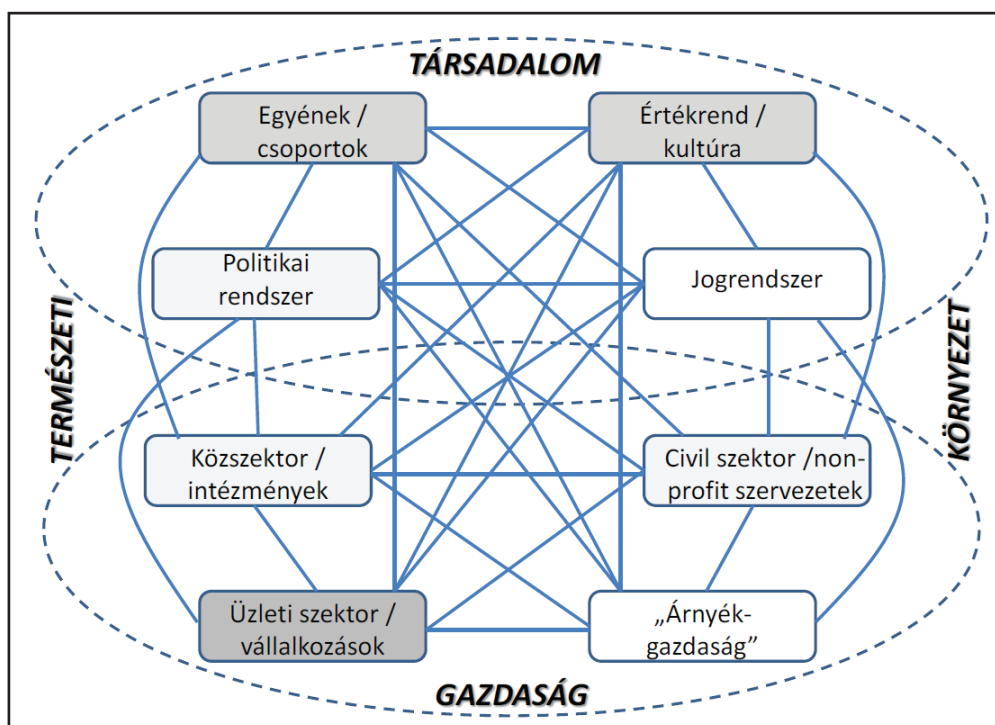 TÁRSADALOM
Egyének /
csoportok
Értékrend /
kultúra
Politikai
rendszer
Jogrendszer
TERMÉSZETI
KÖRNYEZET
Közszektor /
intézmények
Civil szektor /non-
profit szervezetek
Üzleti szektor /
vállalkozások
„Árnyék-
gazdaság”
GAZDASÁG